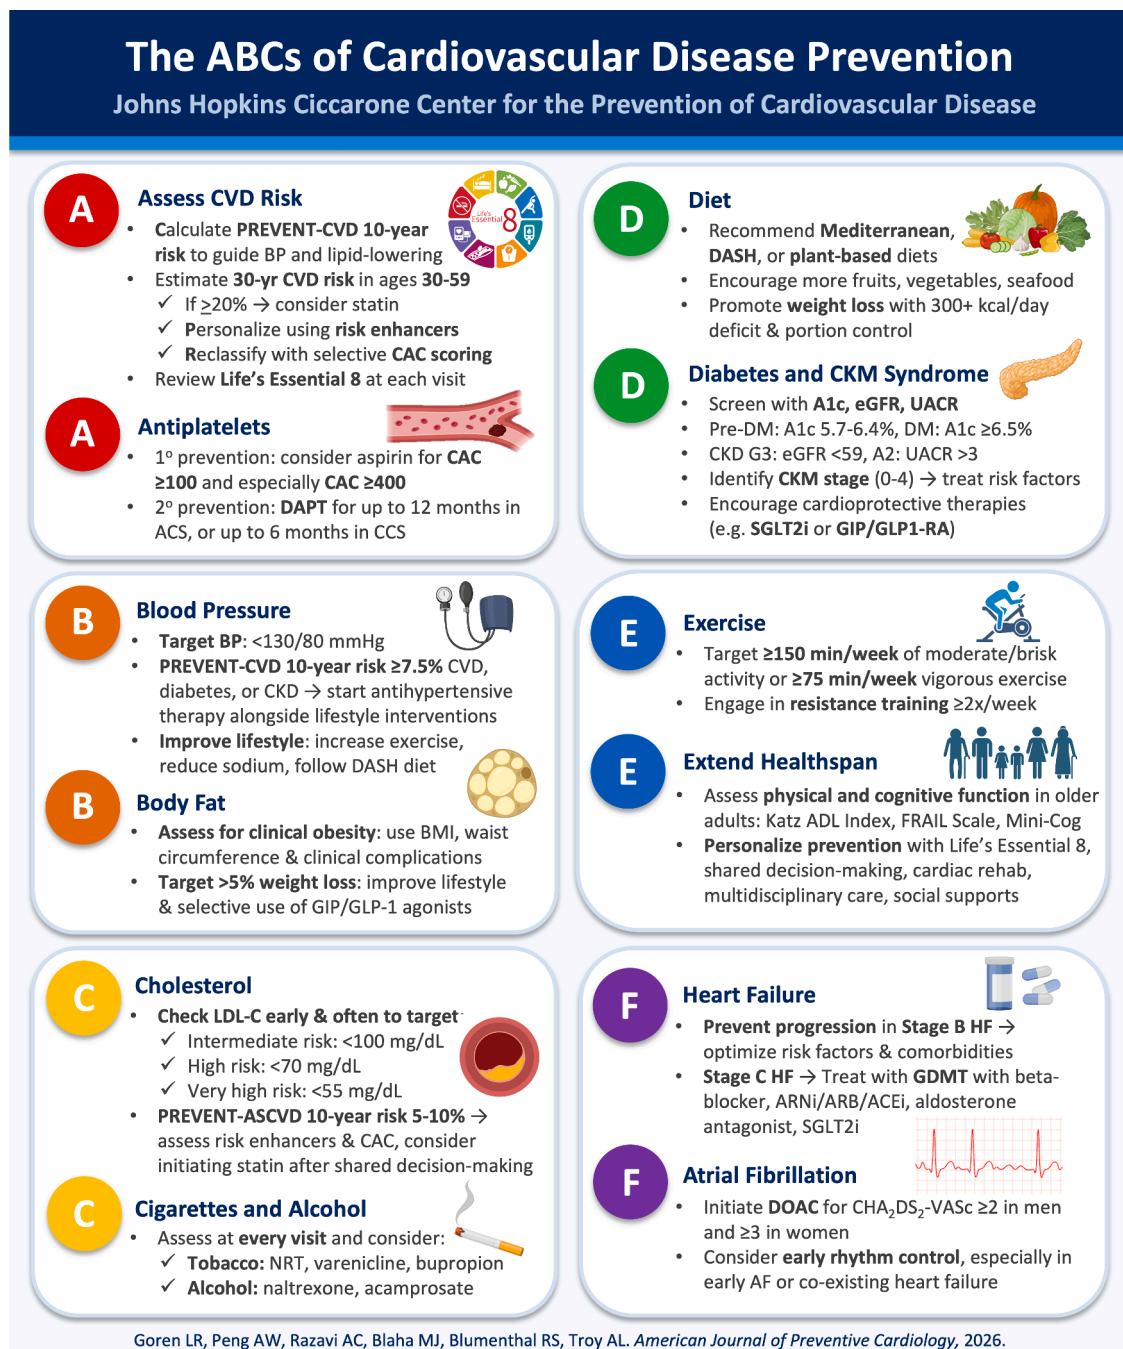 The ABCs of Cardiovascular Disease Prevention
Johns Hopkins Ciccarone Center for the Prevention of Cardiovascular Disease
A
Assess CVD Risk
Life's
Essential 8
• Calculate PREVENT-CVD 10-year
risk to guide BP and lipid-lowering
• Estimate 30-yr CVD risk in ages 30-59
✓ If ≥20% → consider statin
✓ Personalize using risk enhancers
✓ Reclassify with selective CAC scoring
• Review Life's Essential 8 at each visit
A
Antiplatelets
• 1º prevention: consider aspirin for CAC
≥100 and especially CAC ≥400
• 2º prevention: DAPT for up to 12 months in
ACS, or up to 6 months in CCS
B
Blood Pressure
• Target BP: <130/80 mmHg
• PREVENT-CVD 10-year risk ≥7.5% CVD,
diabetes, or CKD → start antihypertensive
therapy alongside lifestyle interventions
• Improve lifestyle: increase exercise,
reduce sodium, follow DASH diet
B
Body Fat
• Assess for clinical obesity: use BMI, waist
circumference & clinical complications
• Target >5% weight loss: improve lifestyle
& selective use of GIP/GLP-1 agonists
C
Cholesterol
• Check LDL-C early & often to target
✓ Intermediate risk: <100 mg/dL
✓ High risk: <70 mg/dL
✓ Very high risk: <55 mg/dL
• PREVENT-ASCVD 10-year risk 5-10% →
assess risk enhancers & CAC, consider
initiating statin after shared decision-making
C
Cigarettes and Alcohol
• Assess at every visit and consider:
✓ Tobacco: NRT, varenicline, bupropion
✓ Alcohol: naltrexone, acamprosate
D
Diet
• Recommend Mediterranean,
DASH, or plant-based diets
• Encourage more fruits, vegetables, seafood
• Promote weight loss with 300+ kcal/day
deficit & portion control
D
Diabetes and CKM Syndrome
• Screen with A1c, eGFR, UACR
• Pre-DM: A1c 5.7-6.4%, DM: A1c ≥6.5%
• CKD G3: eGFR <59, A2: UACR >3
• Identify CKM stage (0-4) → treat risk factors
• Encourage cardioprotective therapies
(e.g. SGLT2i or GIP/GLP1-RA)
E
Exercise
• Target ≥150 min/week of moderate/brisk
activity or ≥75 min/week vigorous exercise
• Engage in resistance training ≥2x/week
E
Extend Healthspan
• Assess physical and cognitive function in older
adults: Katz ADL Index, FRAIL Scale, Mini-Cog
• Personalize prevention with Life's Essential 8,
shared decision-making, cardiac rehab,
multidisciplinary care, social supports
F
Heart Failure
• Prevent progression in Stage B HF →
optimize risk factors & comorbidities
• Stage C HF → Treat with GDMT with beta-
blocker, ARNi/ARB/ACEi, aldosterone
antagonist, SGLT2i
F
Atrial Fibrillation
• Initiate DOAC for CHA₂DS₂-VASc ≥2 in men
and ≥3 in women
• Consider early rhythm control, especially in
early AF or co-existing heart failure
Goren LR, Peng AW, Razavi AC, Blaha MJ, Blumenthal RS, Troy AL. American Journal of Preventive Cardiology, 2026.